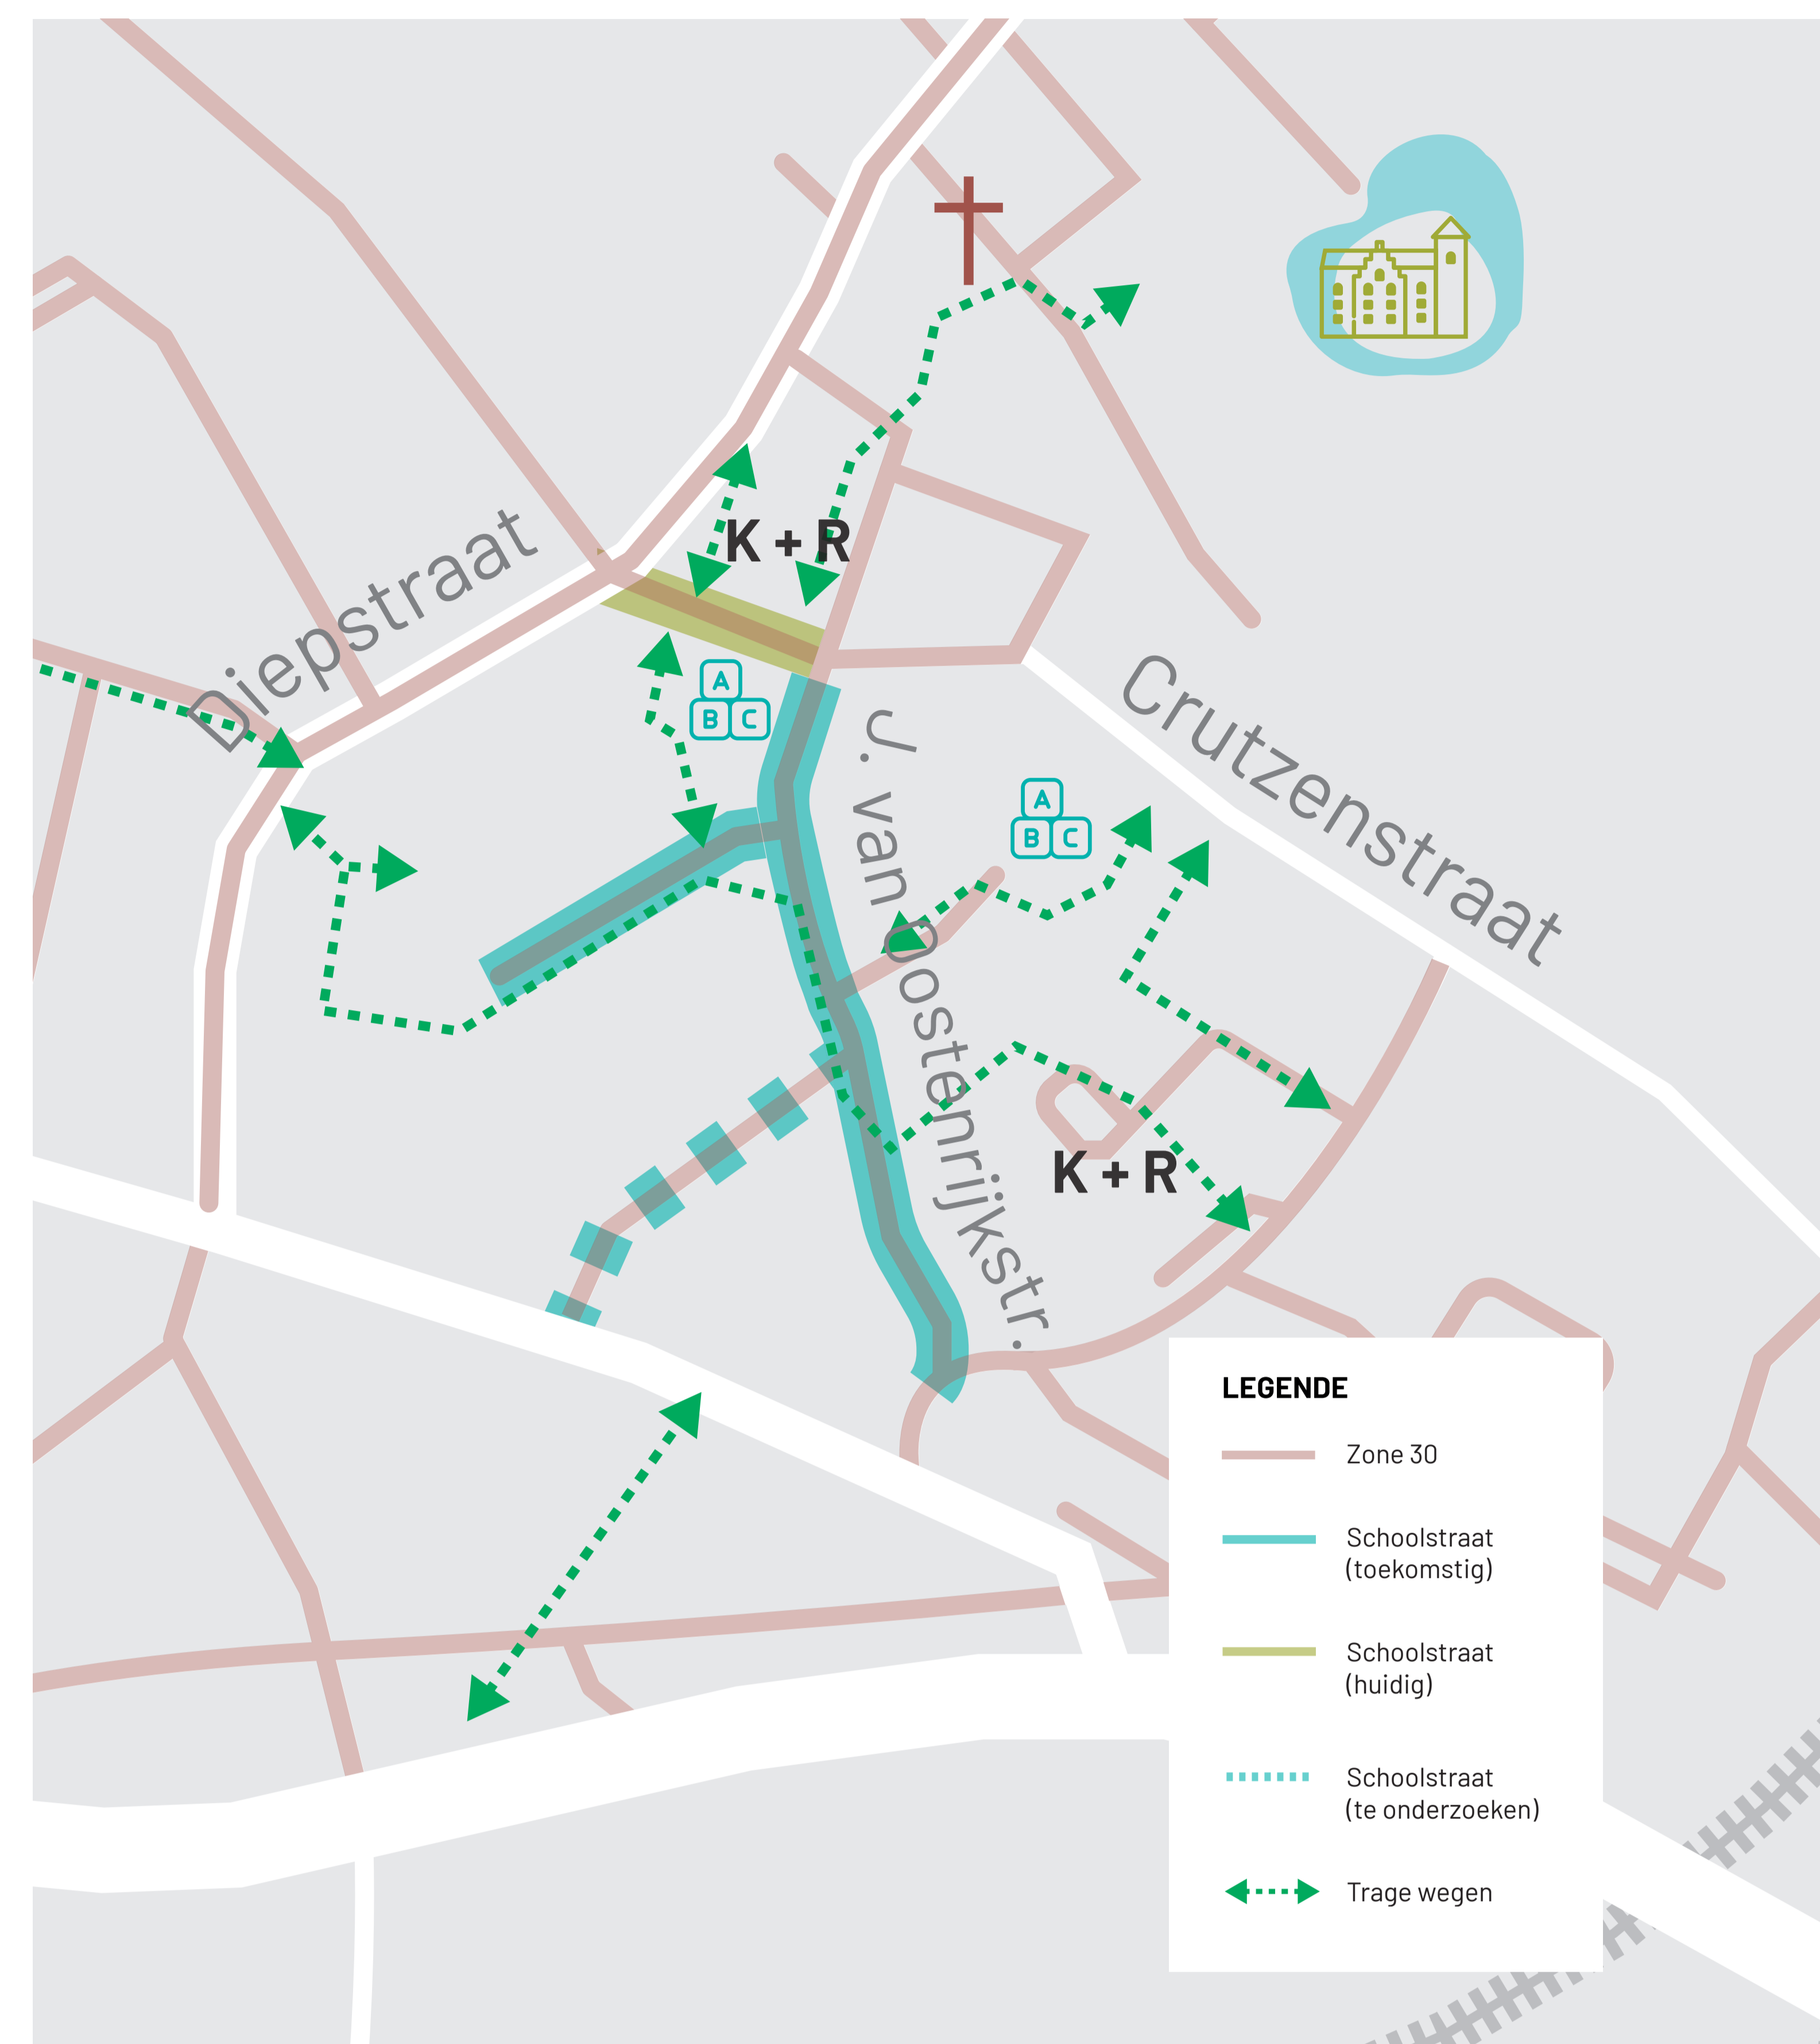 K + R
Diepstraat
A
B C
Crutzenstraat
J. van Oostenrijkstr.
A
B C
K + R
LEGENDE
Zone 30
Schoolstraat
(toekomstig)
Schoolstraat
(huidig)
Schoolstraat
(te onderzoeken)
Trage wegen